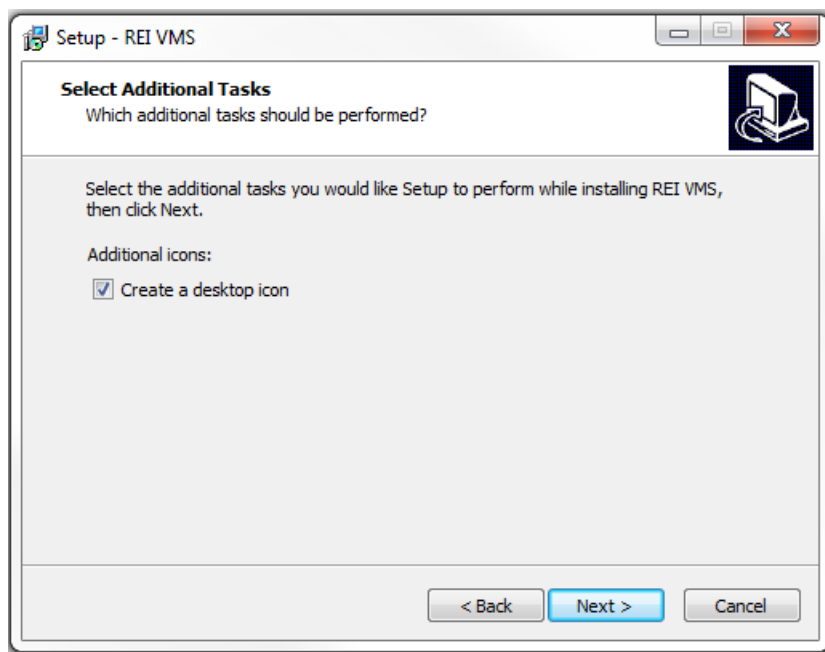 Setup - REI VMS
Select Additional Tasks
Which additional tasks should be performed?
Select the additional tasks you would like Setup to perform while installing REI VMS,
then click Next.
Additional icons:
Create a desktop icon
< Back
Next >
Cancel